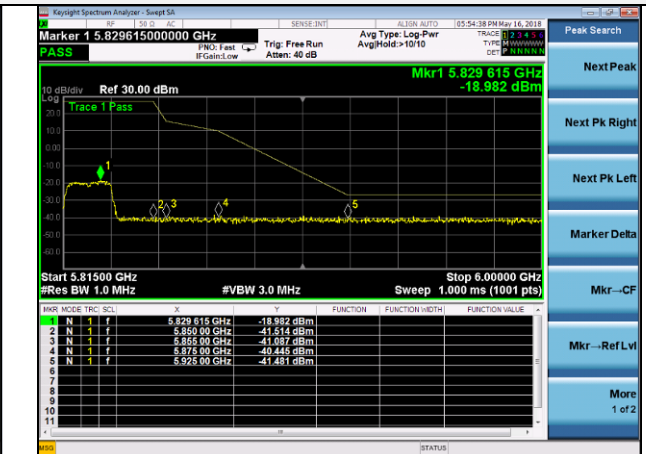 Keysight Spectrum Analyzer - Swept SA
RF 50 Ω AC SENSE:INT ALIGN AUTO 05:54:38 PM May 16, 2018
Marker 1 5.829615000000 GHz
PASS
PNO: Fast
IFGain:Low
Trig: Free Run
Atten: 40 dB
Avg Type: Log-Pwr
Avg|Hold:>10/10
TRACE 1 2 3 4 5 6
TYPE M WWWWW
DET P NNNNN
Peak Search
Next Peak
Next Pk Right
Next Pk Left
Marker Delta
Mkr→CF
Mkr→Ref Lvl
More
1 of 2
Mkr1 5.829 615 GHz
-18.982 dBm
10 dB/div Ref 30.00 dBm
Log
Trace 1 Pass
20.0
10.0
0.00
-10.0
-20.0
-30.0
-40.0
-50.0
-60.0
1
2
3
4
5
Start 5.81500 GHz
Stop 6.00000 GHz
#Res BW 1.0 MHz
#VBW 3.0 MHz
Sweep 1.000 ms (1001 pts)
MKR MODE TRC SCL X Y FUNCTION FUNCTION WIDTH FUNCTION VALUE
1 N 1 f 5.829 615 GHz -18.982 dBm
2 N 1 f 5.850 00 GHz -41.514 dBm
3 N 1 f 5.855 00 GHz -41.087 dBm
4 N 1 f 5.875 00 GHz -40.445 dBm
5 N 1 f 5.925 00 GHz -41.481 dBm
6
7
8
9
10
11
MSG
STATUS